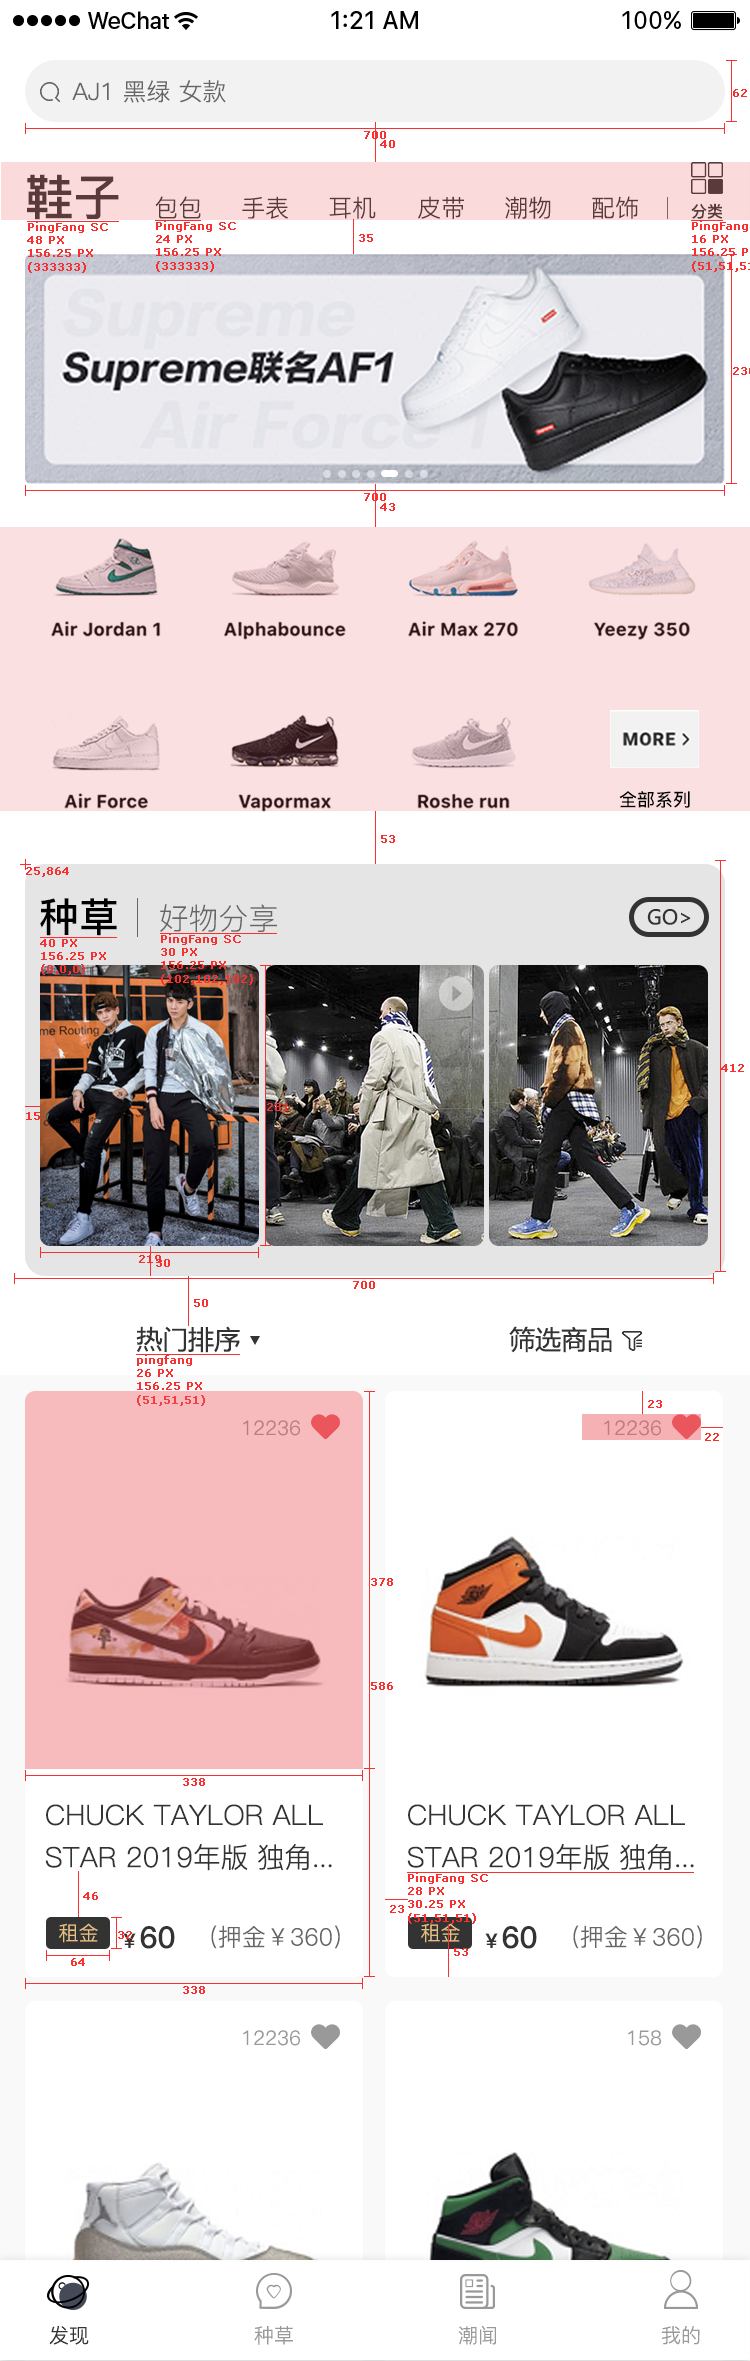 WeChat 1:21 AM 100%
AJ1 黑绿 女款
62
700
40
鞋子 包包 手表 耳机 皮带 潮物 配饰 分类
PingFang SC
48 PX
156.25 PX
(333333)
PingFang SC
24 PX
156.25 PX
(333333)
35
PingFang
16 PX
156.25 P
(51,51,51
Supreme
Supreme联名AF1
Air Force 1
230
700
43
Air Jordan 1 Alphabounce Air Max 270 Yeezy 350
MORE >
Air Force Vapormax Roshe run 全部系列
53
25,864
种草 好物分享 GO>
40 PX
156.25 PX
(0,0,0)
PingFang SC
30 PX
156.25 PX
(102,102,102)
me Routing
412
15
281
219
30
700
50
热门排序 筛选商品
pingfang
26 PX
156.25 PX
(51,51,51)
12236
12236
23
22
378
586
338
CHUCK TAYLOR ALL
STAR 2019年版 独角...
CHUCK TAYLOR ALL
STAR 2019年版 独角...
PingFang SC
28 PX
30.25 PX
(51,51,51)
46
23
租金 ¥60 (押金¥360)
32
64
租金 ¥60 (押金¥360)
53
338
12236
158
发现 种草 潮闻 我的